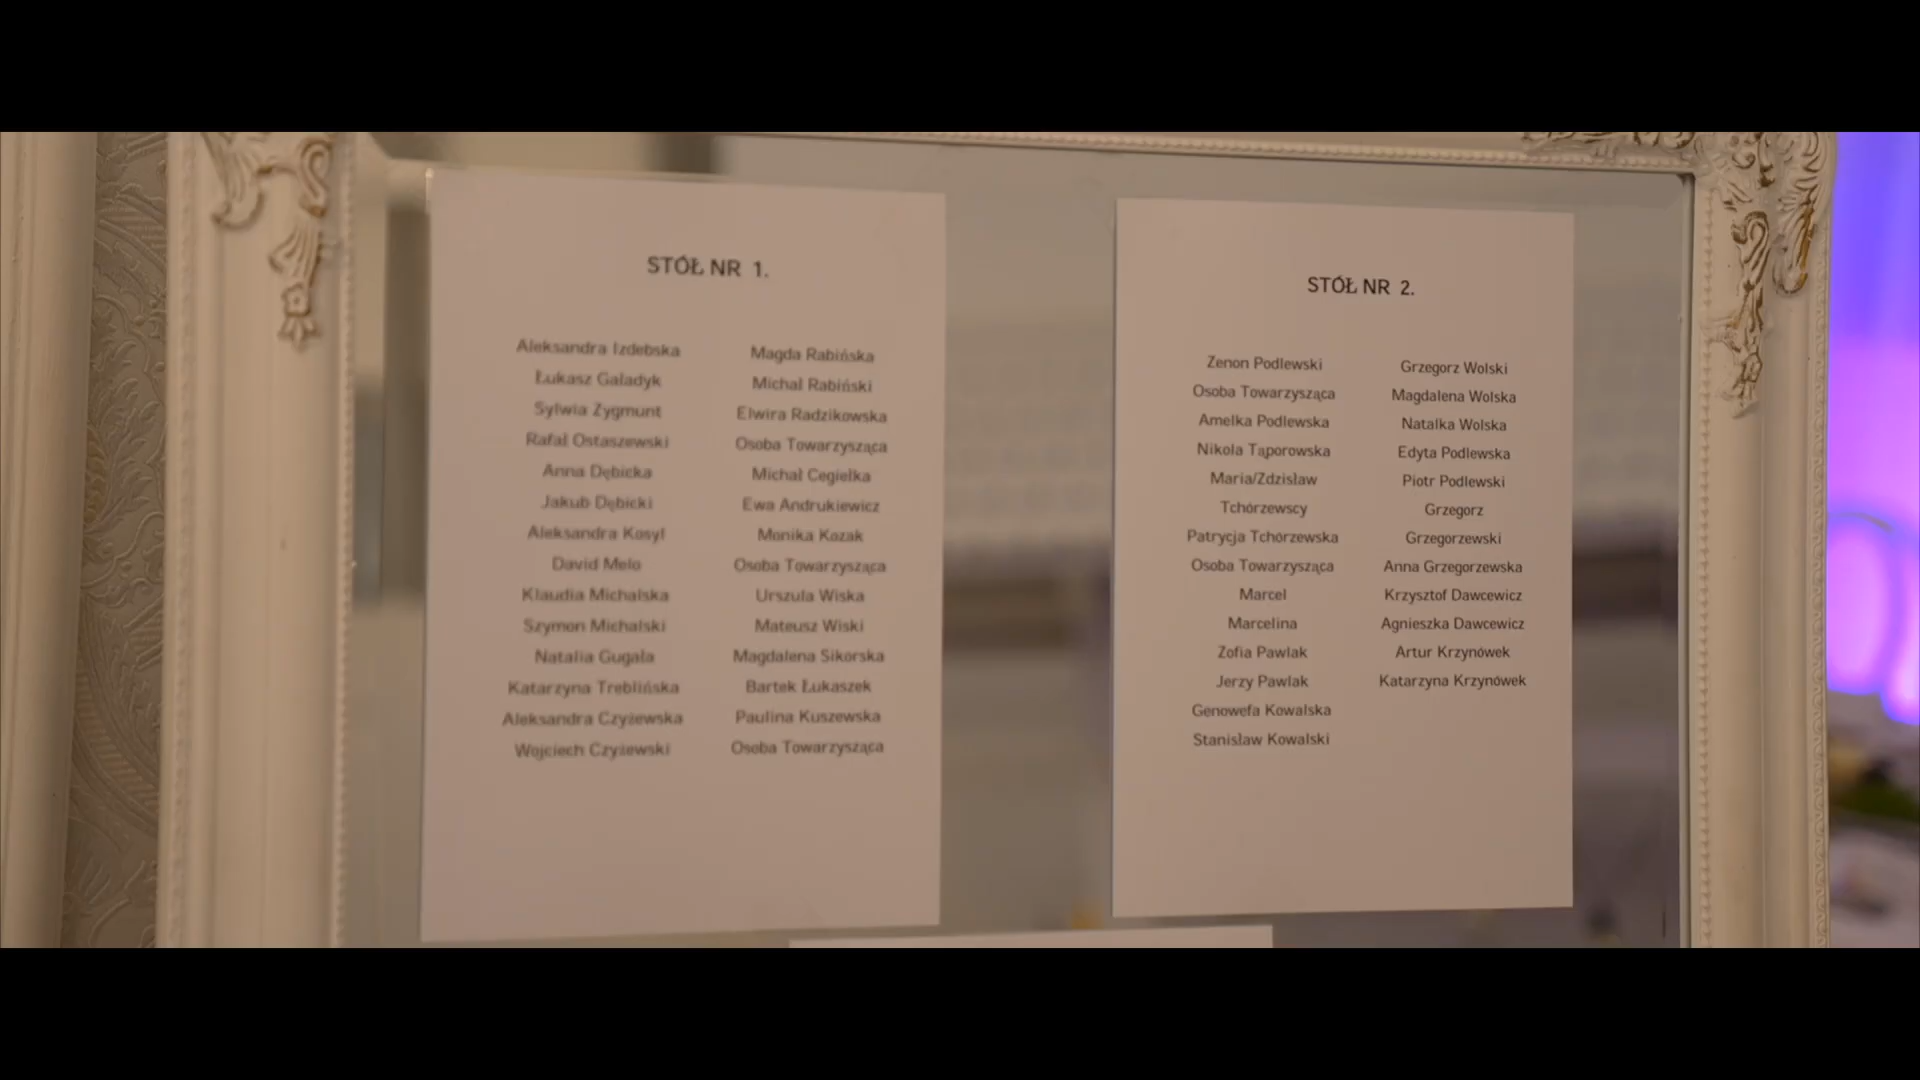 STÓŁ NR 1.
Aleksandra Izdebska
Łukasz Galadyk
Sylwia Zygmunt
Rafał Ostaszewski
Anna Dębicka
Jakub Dębicki
Aleksandra Kosyf
David Melo
Klaudia Michalska
Szymon Michalski
Natalia Gugała
Katarzyna Treblińska
Aleksandra Czyżewska
Wojciech Czyżewski
Magda Rabińska
Michał Rabiński
Elwira Radzikowska
Osoba Towarzysząca
Michał Cegiełka
Ewa Andrukiewicz
Monika Kozak
Osoba Towarzysząca
Urszula Wiska
Mateusz Wiski
Magdalena Sikorska
Bartek Łukaszek
Paulina Kuszewska
Osoba Towarzysząca
STÓŁ NR 2.
Zenon Podlewski
Osoba Towarzysząca
Amelka Podlewska
Nikola Tąporowska
Maria/Zdzisław
Tchórzewscy
Patrycja Tchórzewska
Osoba Towarzysząca
Marcel
Marcelina
Zofia Pawlak
Jerzy Pawlak
Genowefa Kowalska
Stanisław Kowalski
Grzegorz Wolski
Magdalena Wolska
Natalka Wolska
Edyta Podlewska
Piotr Podlewski
Grzegorz
Grzegorzewski
Anna Grzegorzewska
Krzysztof Dawcewicz
Agnieszka Dawcewicz
Artur Krzynówek
Katarzyna Krzynówek